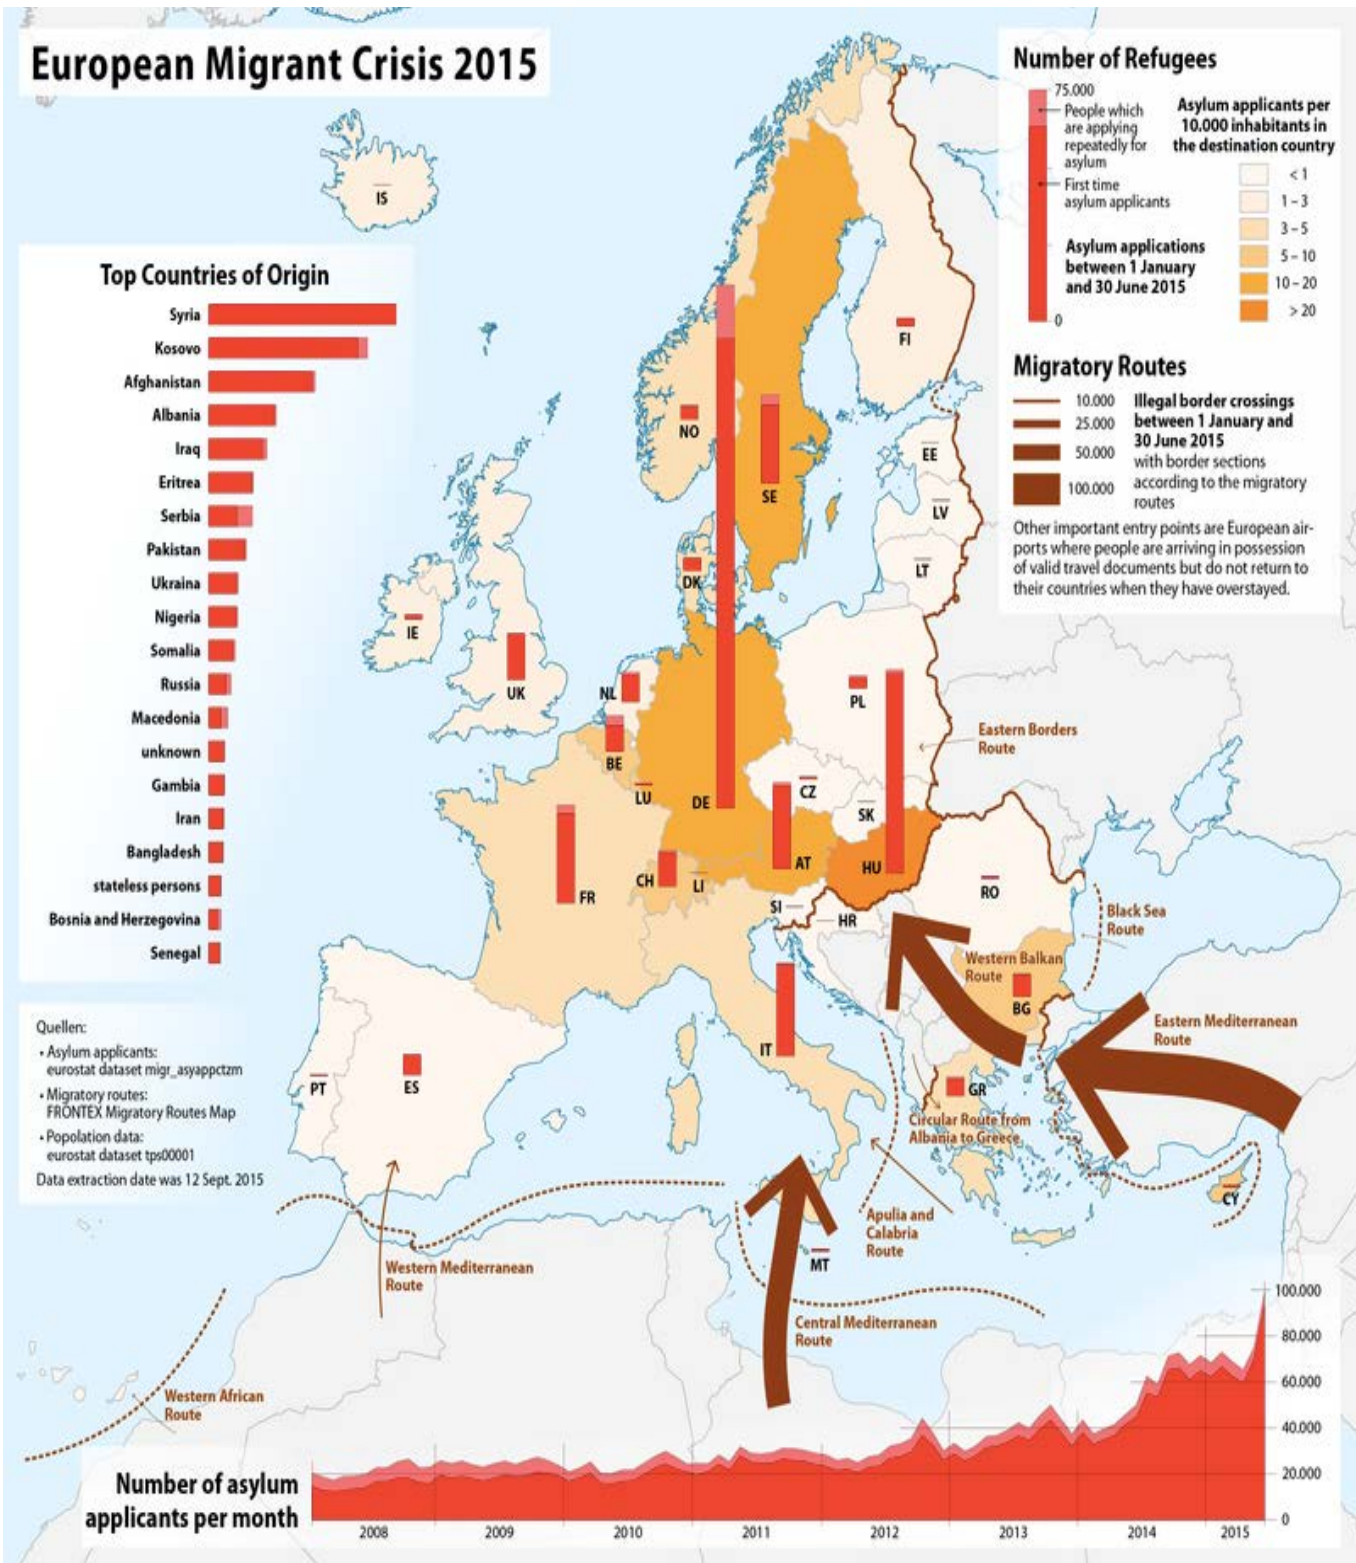 European Migrant Crisis 2015
Number of Refugees
75.000
People which
are applying
repeatedly for
asylum
First time
asylum applicants
Asylum applications
between 1 January
and 30 June 2015
0
Asylum applicants per
10.000 inhabitants in
the destination country
< 1
1 – 3
3 – 5
5 – 10
10 – 20
> 20
Migratory Routes
10.000
25.000
50.000
100.000
Illegal border crossings
between 1 January and
30 June 2015
with border sections
according to the migratory
routes
Other important entry points are European air-
ports where people are arriving in possession
of valid travel documents but do not return to
their countries when they have overstayed.
Top Countries of Origin
Syria
Kosovo
Afghanistan
Albania
Iraq
Eritrea
Serbia
Pakistan
Ukraina
Nigeria
Somalia
Russia
Macedonia
unknown
Gambia
Iran
Bangladesh
stateless persons
Bosnia and Herzegovina
Senegal
IS
FI
NO
SE
EE
LV
LT
DK
IE
UK
NL
PL
BE
LU
DE
CZ
SK
FR
CH
LI
AT
HU
SI
HR
RO
BG
IT
GR
PT
ES
MT
CY
Eastern Borders
Route
Black Sea
Route
Western Balkan
Route
Eastern Mediterranean
Route
Circular Route from
Albania to Greece
Apulia and
Calabria
Route
Western Mediterranean
Route
Central Mediterranean
Route
Western African
Route
Quellen:
• Asylum applicants:
eurostat dataset migr_asyappctzm
• Migratory routes:
FRONTEX Migratory Routes Map
• Popolation data:
eurostat dataset tps00001
Data extraction date was 12 Sept. 2015
Number of asylum
applicants per month
100.000
80.000
60.000
40.000
20.000
0
2008
2009
2010
2011
2012
2013
2014
2015